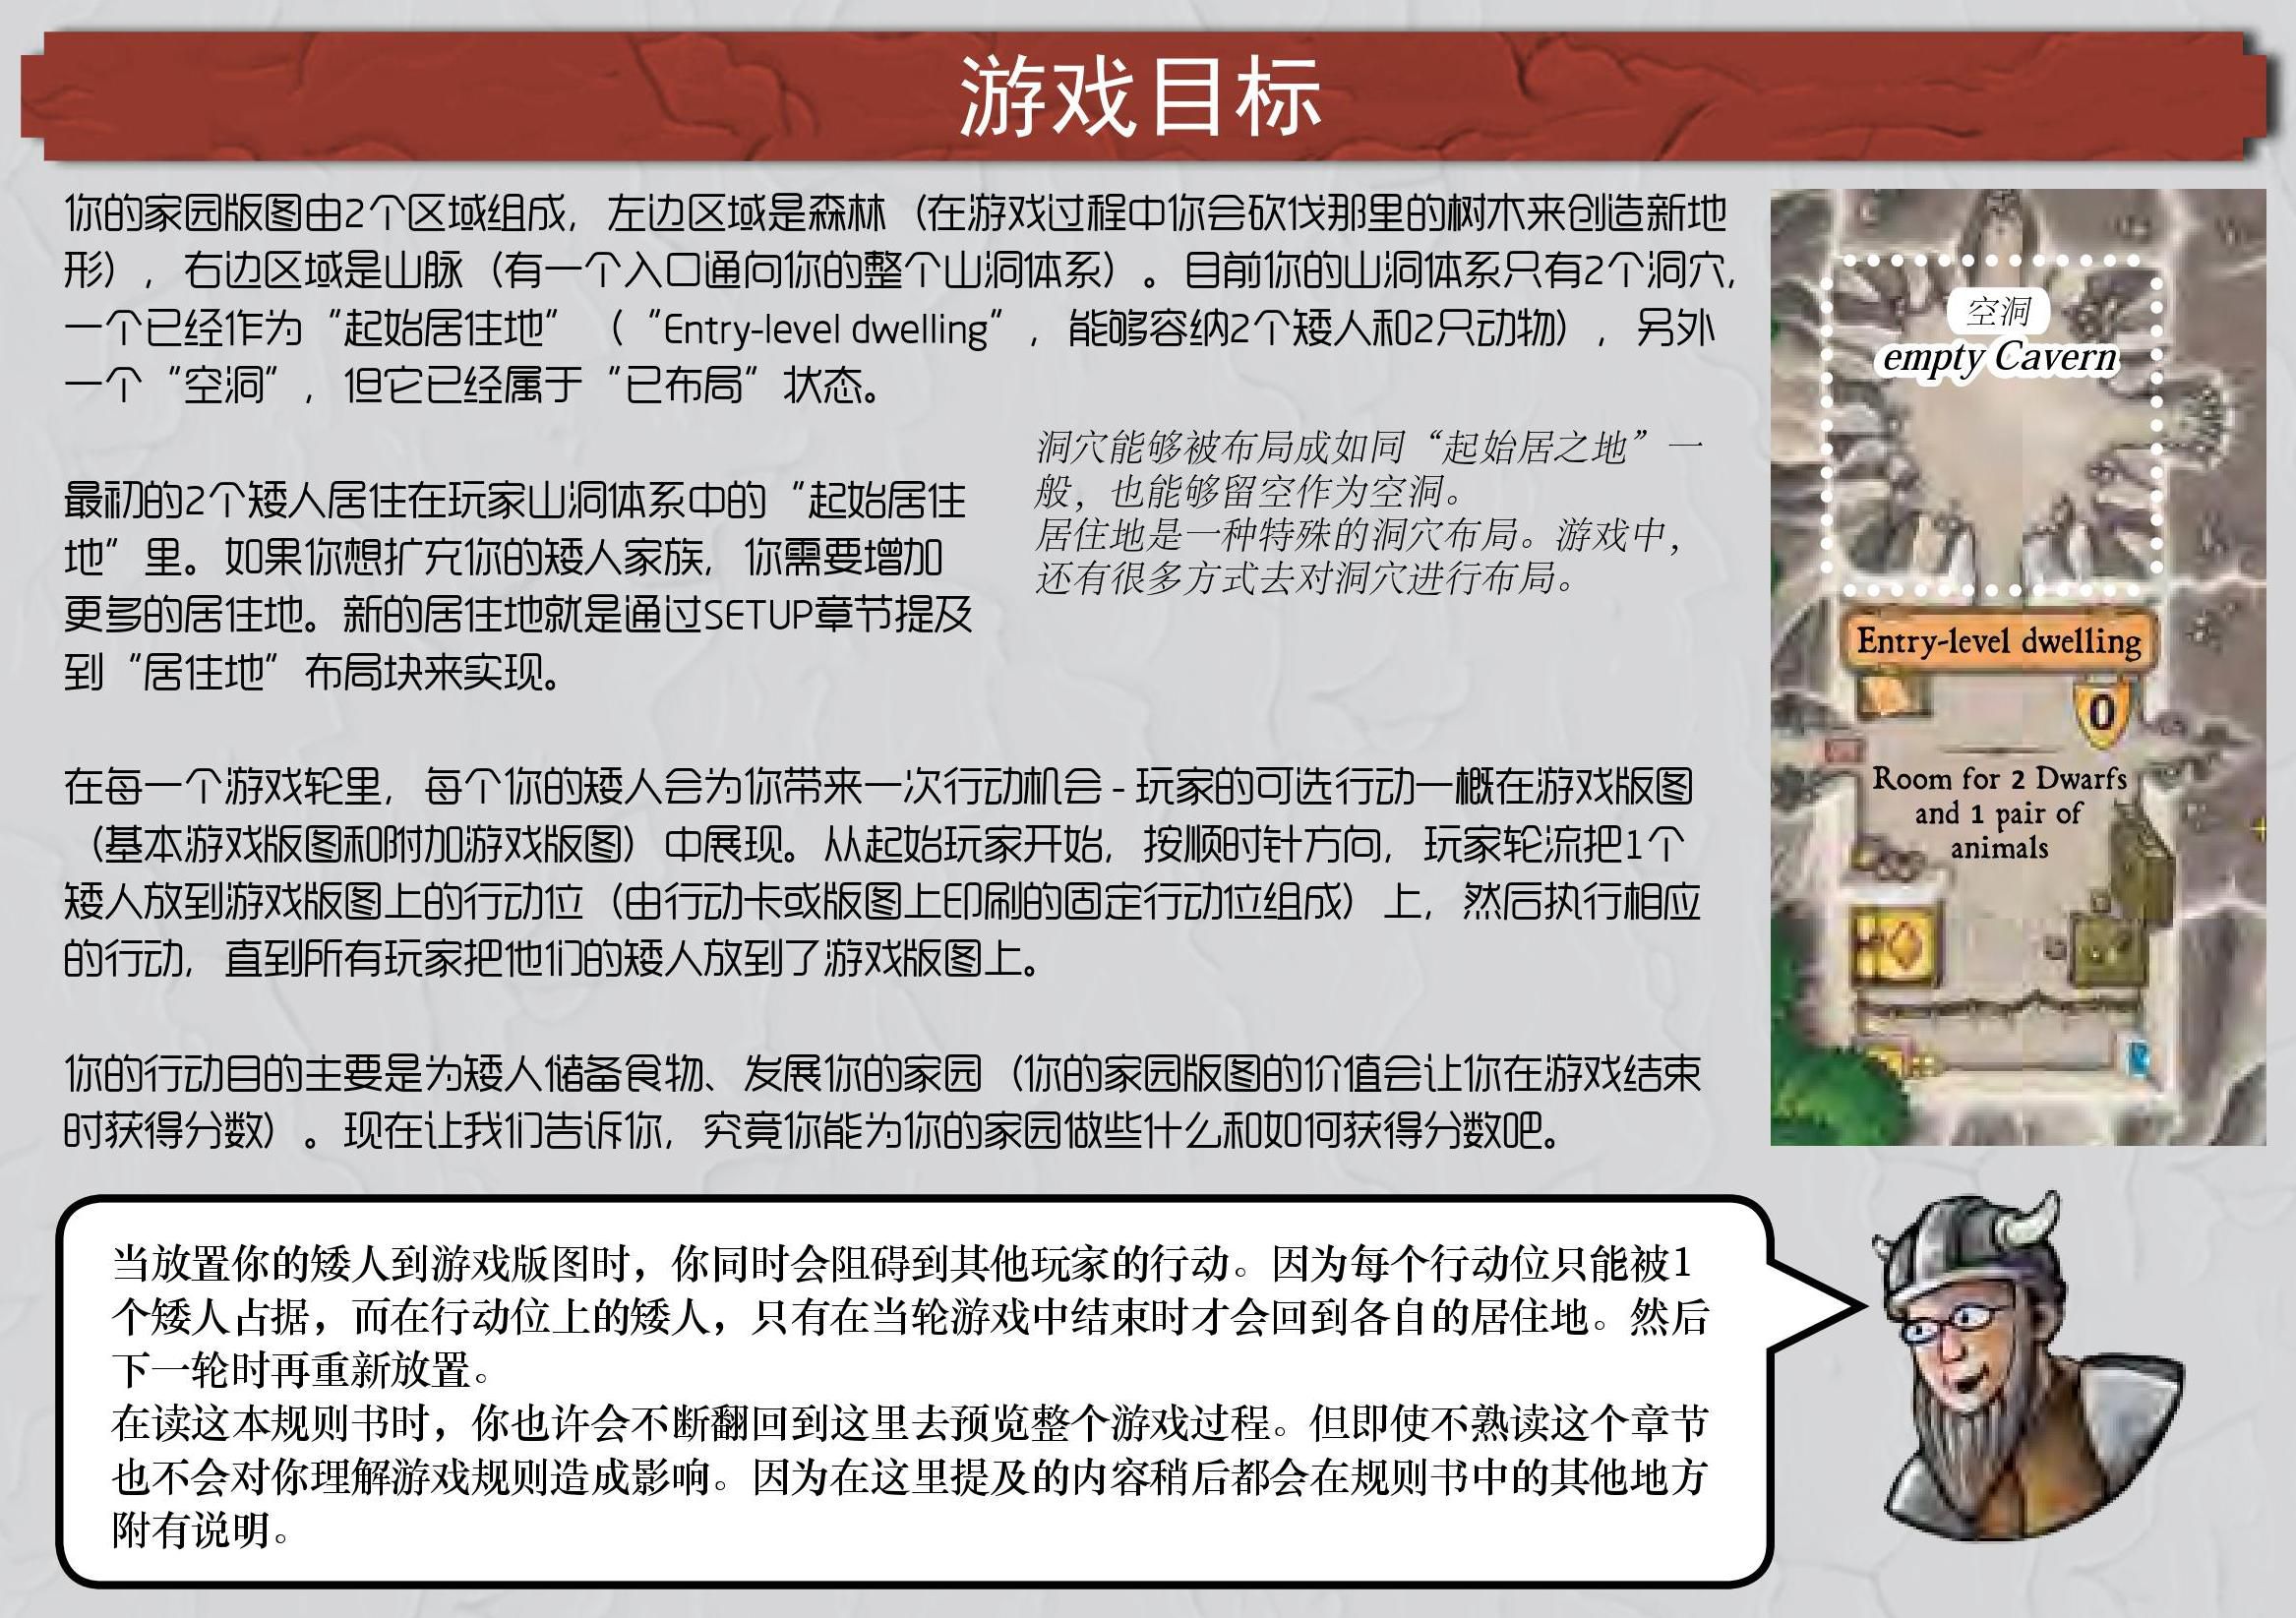 游戏目标
你的家园版图由2个区域组成，左边区域是森林（在游戏过程中你会砍伐那里的树木来创造新地
形），右边区域是山脉（有一个入口通向你的整个山洞体系）。目前你的山洞体系只有2个洞穴，
一个已经作为“起始居住地”（“Entry-level dwelling”，能够容纳2个矮人和2只动物），另外
一个“空洞”，但它已经属于“已布局”状态。
洞穴能够被布局成如同“起始居之地”一
般，也能够留空作为空洞。
居住地是一种特殊的洞穴布局。游戏中，
还有很多方式去对洞穴进行布局。
最初的2个矮人居住在玩家山洞体系中的“起始居住
地”里。如果你想扩充你的矮人家族，你需要增加
更多的居住地。新的居住地就是通过SETUP章节提及
到“居住地”布局块来实现。
在每一个游戏轮里，每个你的矮人会为你带来一次行动机会 - 玩家的可选行动一概在游戏版图
（基本游戏版图和附加游戏版图）中展现。从起始玩家开始，按顺时针方向，玩家轮流把1个
矮人放到游戏版图上的行动位（由行动卡或版图上印刷的固定行动位组成）上，然后执行相应
的行动，直到所有玩家把他们的矮人放到了游戏版图上。
你的行动目的主要是为矮人储备食物、发展你的家园（你的家园版图的价值会让你在游戏结束
时获得分数）。现在让我们告诉你，究竟你能为你的家园做些什么和如何获得分数吧。
空洞
empty Cavern
Entry-level dwelling
0
Room for 2 Dwarfs
and 1 pair of
animals
当放置你的矮人到游戏版图时，你同时会阻碍到其他玩家的行动。因为每个行动位只能被1
个矮人占据，而在行动位上的矮人，只有在当轮游戏中结束时才会回到各自的居住地。然后
下一轮时再重新放置。
在读这本规则书时，你也许会不断翻回到这里去预览整个游戏过程。但即使不熟读这个章节
也不会对你理解游戏规则造成影响。因为在这里提及的内容稍后都会在规则书中的其他地方
附有说明。